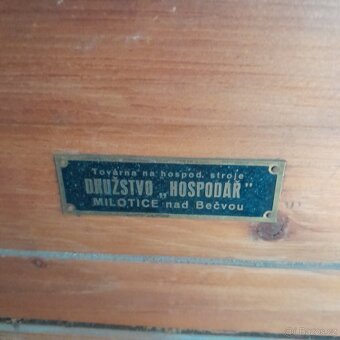 Továrna na hospod. stroje
DRUŽSTVO „HOSPODÁŘ"
MILOTICE nad Bečvou